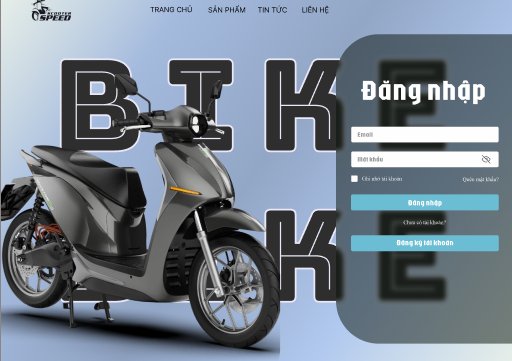 SCOOTER
SPEED
TRANG CHỦ SẢN PHẨM TIN TỨC LIÊN HỆ
BIKE
Đăng nhập
Email
Mật khẩu
Ghi nhớ tài khoản Quên mật khẩu?
Đăng nhập
Chưa có tài khoản?
Đăng ký tài khoản
KE